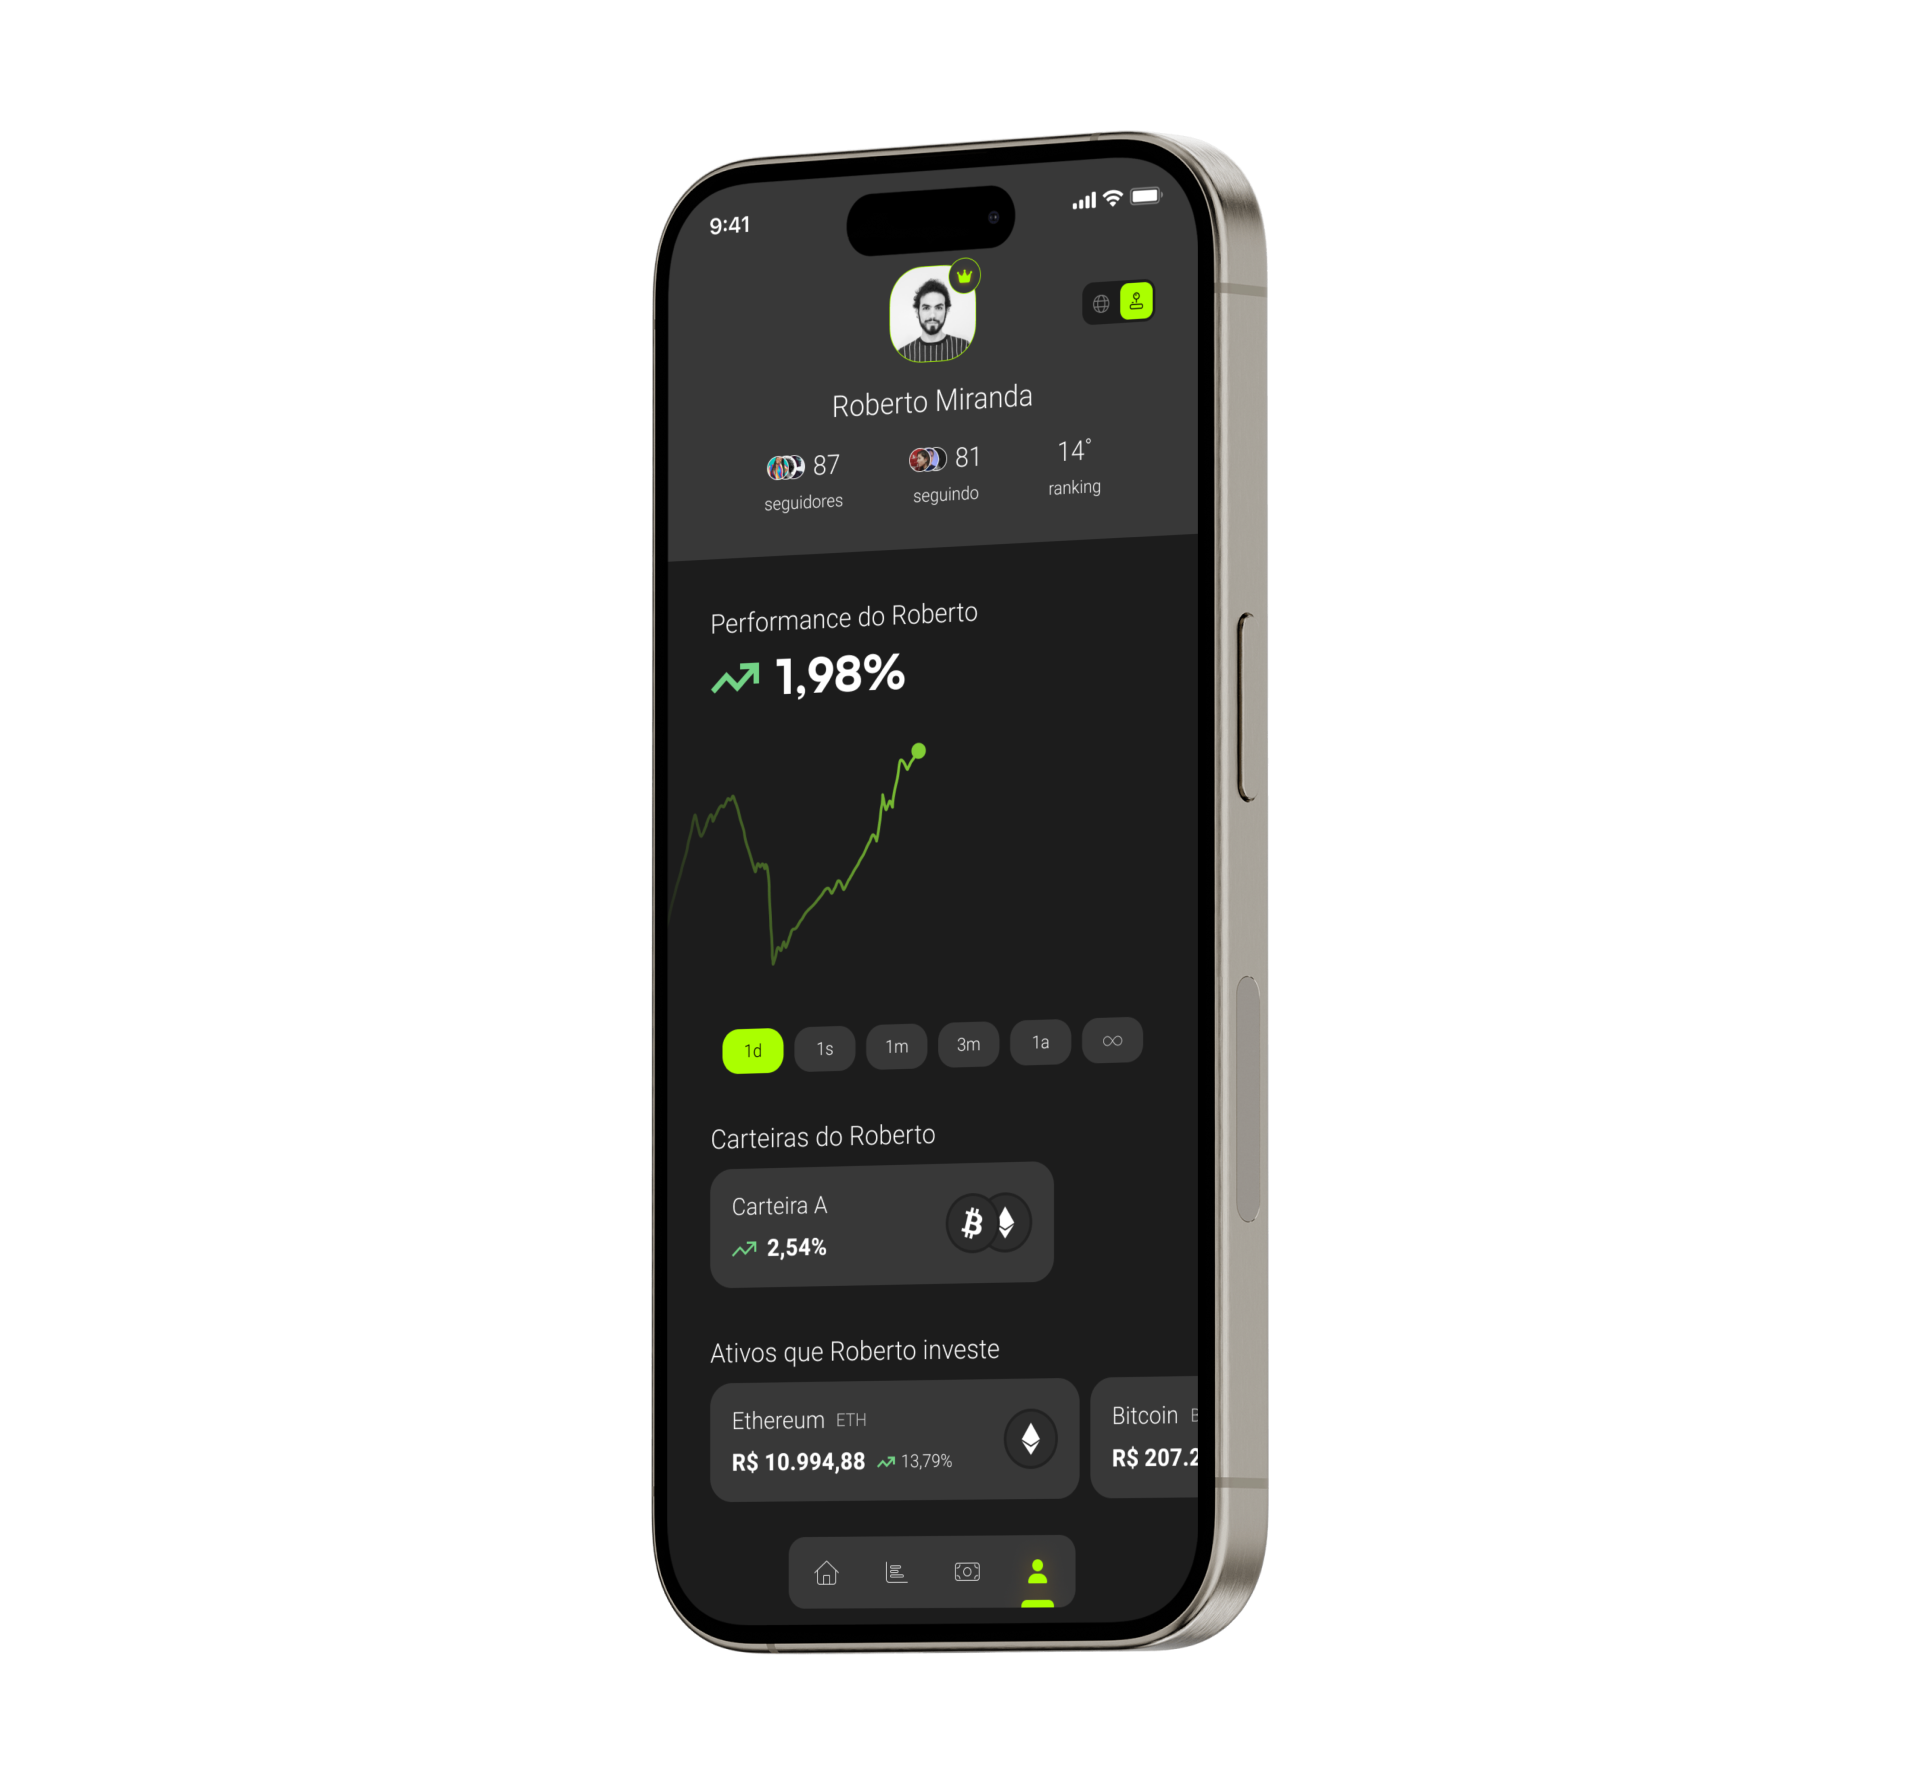 9:41
Roberto Miranda
87 81 14°
seguidores seguindo ranking
Performance do Roberto
1,98%
1d 1s 1m 3m 1a ∞
Carteiras do Roberto
Carteira A
2,54%
Ativos que Roberto investe
Ethereum ETH
R$ 10.994,88 13,79%
Bitcoin B
R$ 207.2